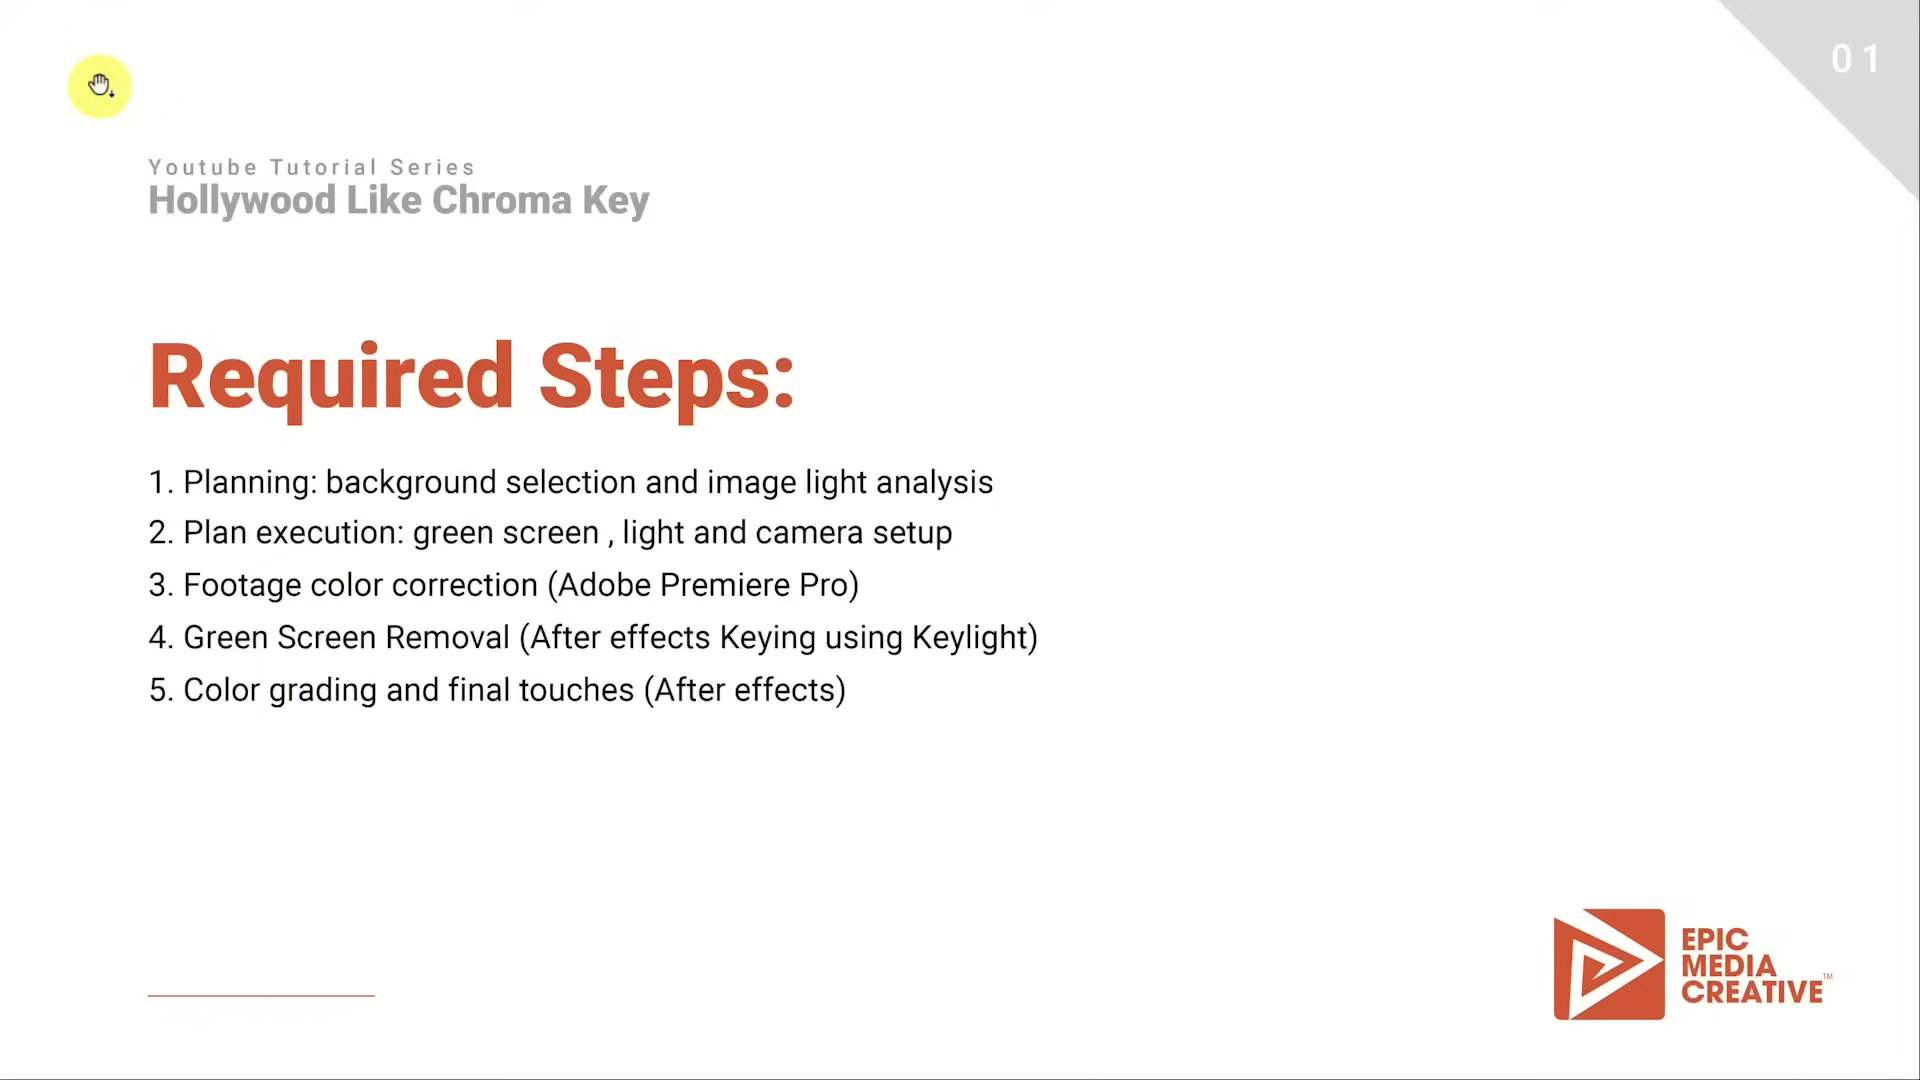 01
Youtube Tutorial Series
Hollywood Like Chroma Key
Required Steps:
1. Planning: background selection and image light analysis
2. Plan execution: green screen , light and camera setup
3. Footage color correction (Adobe Premiere Pro)
4. Green Screen Removal (After effects Keying using Keylight)
5. Color grading and final touches (After effects)
EPIC
MEDIA
CREATIVE™